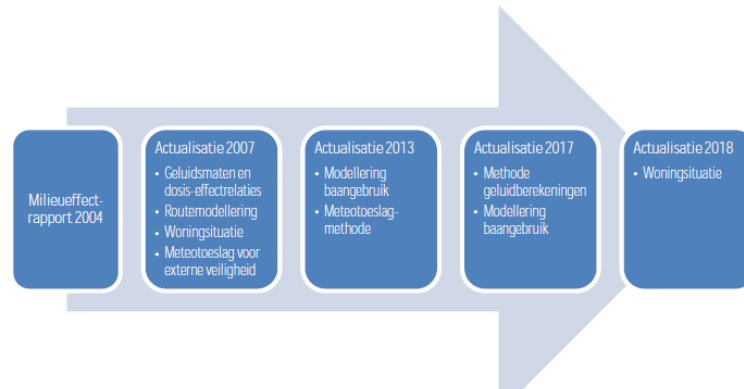 Milieueffect-
rapport 2004
Actualisatie 2007
• Geluidsmaten en
dosis-effectrelaties
• Routemodellering
• Woningsituatie
• Meteotoeslag voor
externe veiligheid
Actualisatie 2013
• Modellering
baangebruik
• Meteotoeslag-
methode
Actualisatie 2017
• Methode
geluidberekeningen
• Modellering
baangebruik
Actualisatie 2018
• Woningsituatie